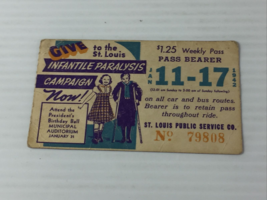 GIVE to the
St. Louis
INFANTILE PARALYSIS
CAMPAIGN
Now!
Attend the
President's
Birthday Ball
MUNICIPAL
AUDITORIUM
JANUARY 31
$1.25 Weekly Pass
PASS BEARER
JAN 11-17 1942
on all car and bus routes.
Bearer is to retain pass
throughout ride.
ST. LOUIS PUBLIC SERVICE CO.
No 79808